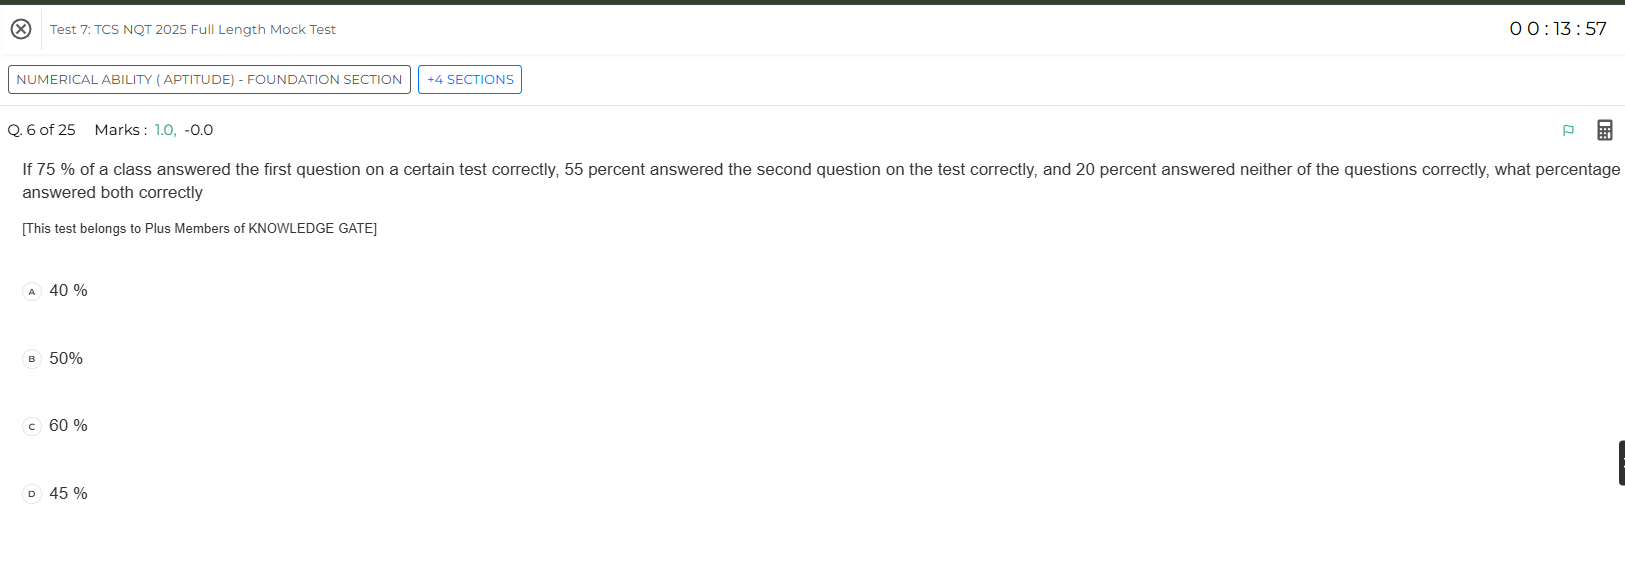 Test 7: TCS NQT 2025 Full Length Mock Test
0 0 : 13 : 57
NUMERICAL ABILITY ( APTITUDE) - FOUNDATION SECTION
+4 SECTIONS
Q. 6 of 25 Marks : 1.0, -0.0
If 75 % of a class answered the first question on a certain test correctly, 55 percent answered the second question on the test correctly, and 20 percent answered neither of the questions correctly, what percentage
answered both correctly
[This test belongs to Plus Members of KNOWLEDGE GATE]
A 40 %
B 50%
C 60 %
D 45 %